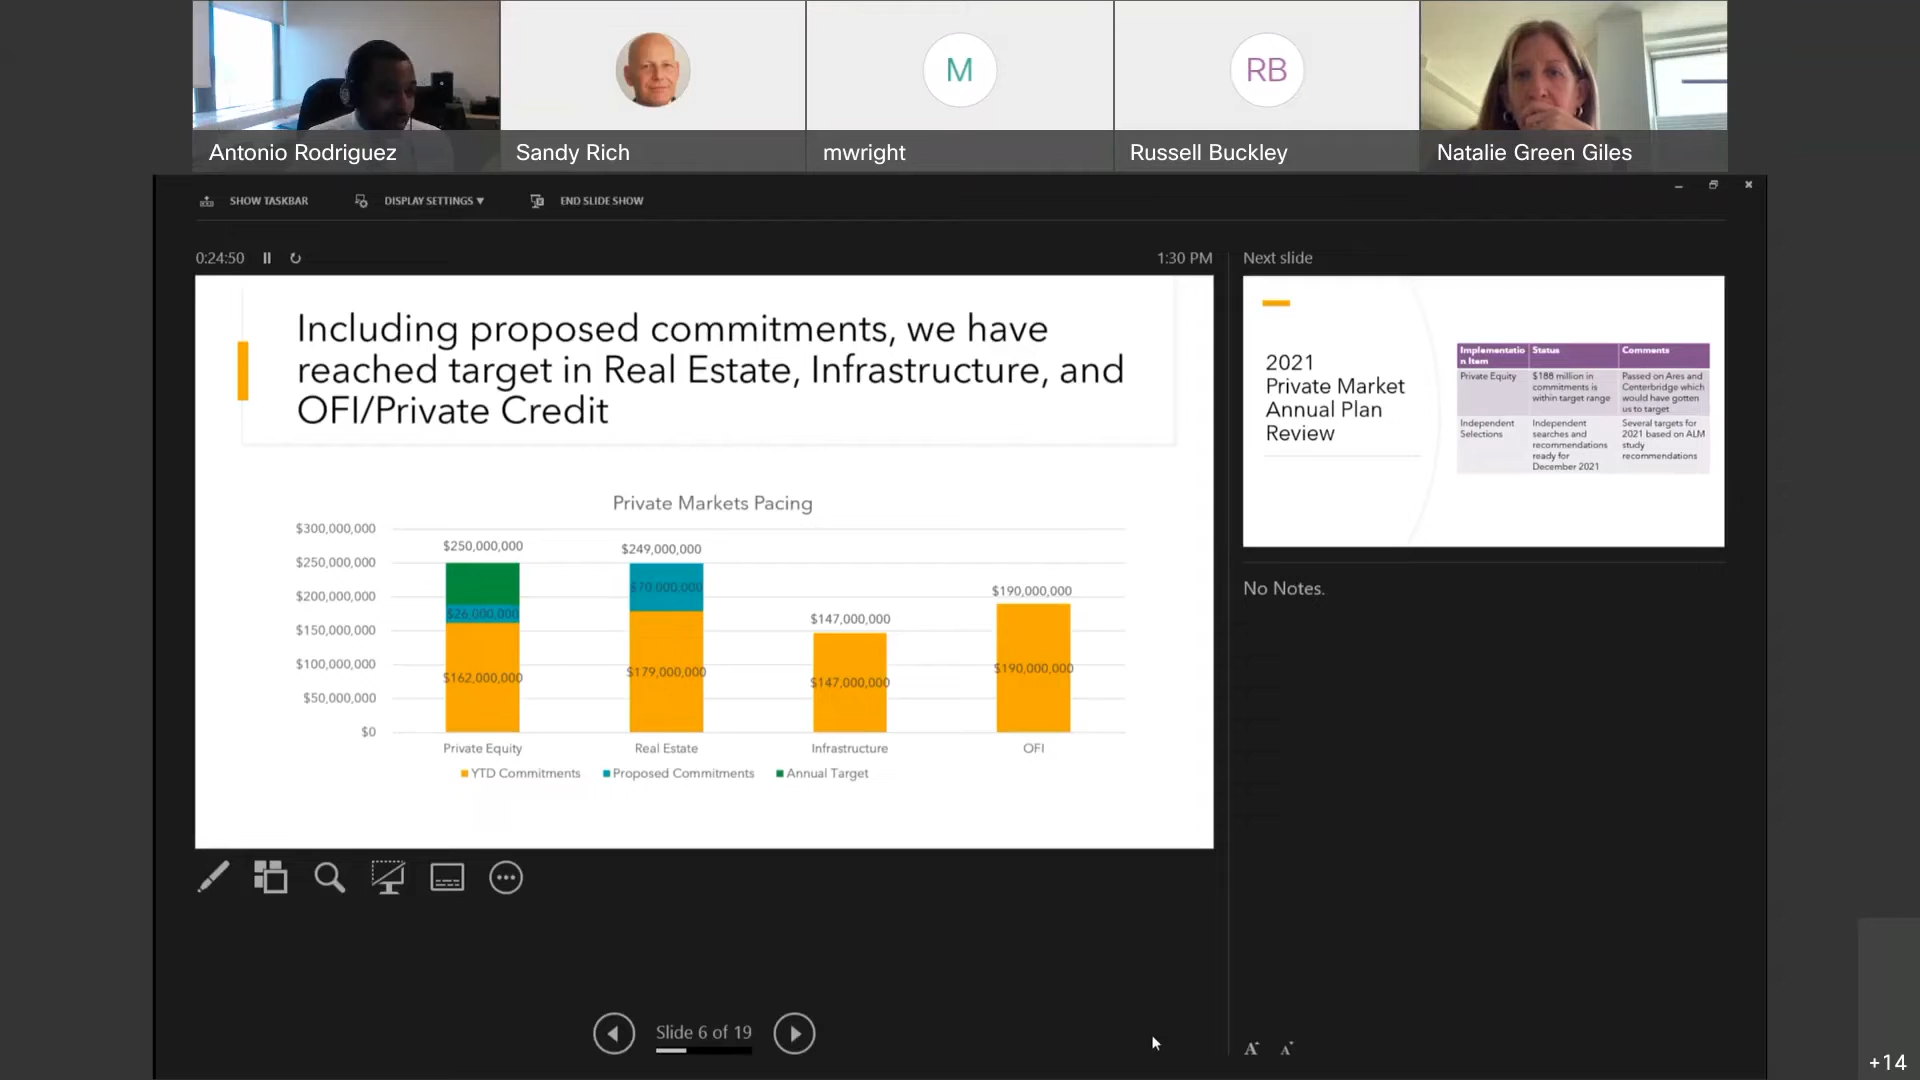 M
RB
Antonio Rodriguez
Sandy Rich
mwright
Russell Buckley
Natalie Green Giles
SHOW TASKBAR
DISPLAY SETTINGS ▼
END SLIDE SHOW
0:24:50
1:30 PM
Including proposed commitments, we have
reached target in Real Estate, Infrastructure, and
OFI/Private Credit
Private Markets Pacing
$300,000,000
$250,000,000
$200,000,000
$150,000,000
$100,000,000
$50,000,000
$0
$250,000,000
$26,000,000
$162,000,000
$249,000,000
$70,000,000
$179,000,000
$147,000,000
$147,000,000
$190,000,000
$190,000,000
Private Equity
Real Estate
Infrastructure
OFI
YTD Commitments
Proposed Commitments
Annual Target
Slide 6 of 19
Next slide
2021
Private Market
Annual Plan
Review
Implementatio
n Item
Status
Comments
Private Equity
$188 million in
commitments is
within target range
Passed on Ares and
Centerbridge which
would have gotten
us to target
Independent
Selections
Independent
searches and
recommendations
ready for
December 2021
Several targets for
2021 based on ALM
study
recommendations
No Notes.
A
A
+14